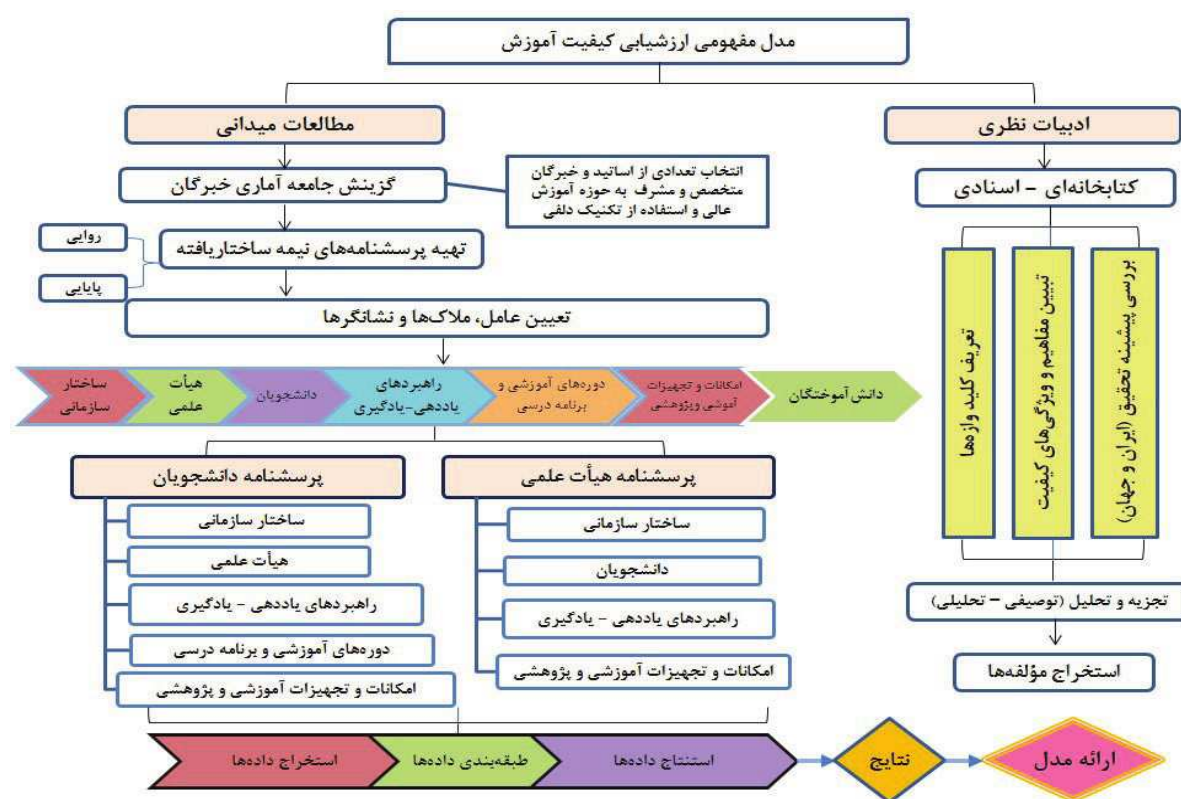 مدل مفهومی ارزشیابی کیفیت آموزش
ادبیات نظری
مطالعات میدانی
کتابخانه‌ای - اسنادی
گزینش جامعه آماری خبرگان
انتخاب تعدادی از اساتید و خبرگان
متخصص و مشرف به حوزه آموزش
عالی و استفاده از تکنیک دلفی
تهیه پرسشنامه‌های نیمه ساختاریافته
روایی
پایایی
تعیین عامل، ملاک‌ها و نشانگرها
بررسی پیشینه تحقیق (ایران و جهان)
تبیین مفاهیم و ویژگی‌های کیفیت
تعریف کلید واژه‌ها
ساختار
سازمانی
هیأت
علمی
دانشجویان
راهبردهای
یاددهی-یادگیری
دوره‌های آموزشی و
برنامه درسی
امکانات و تجهیزات
آموشی وپژوهشی
دانش آموختگان
پرسشنامه هیأت علمی
ساختار سازمانی
دانشجویان
راهبردهای یاددهی - یادگیری
امکانات و تجهیزات آموزشی و پژوهشی
پرسشنامه دانشجویان
ساختار سازمانی
هیأت علمی
راهبردهای یاددهی - یادگیری
دوره‌های آموزشی و برنامه درسی
امکانات و تجهیزات آموزشی و پژوهشی
تجزیه و تحلیل (توصیفی - تحلیلی)
استخراج مؤلفه‌ها
استخراج داده‌ها
طبقه‌بندی داده‌ها
استنتاج داده‌ها
نتایج
ارائه مدل